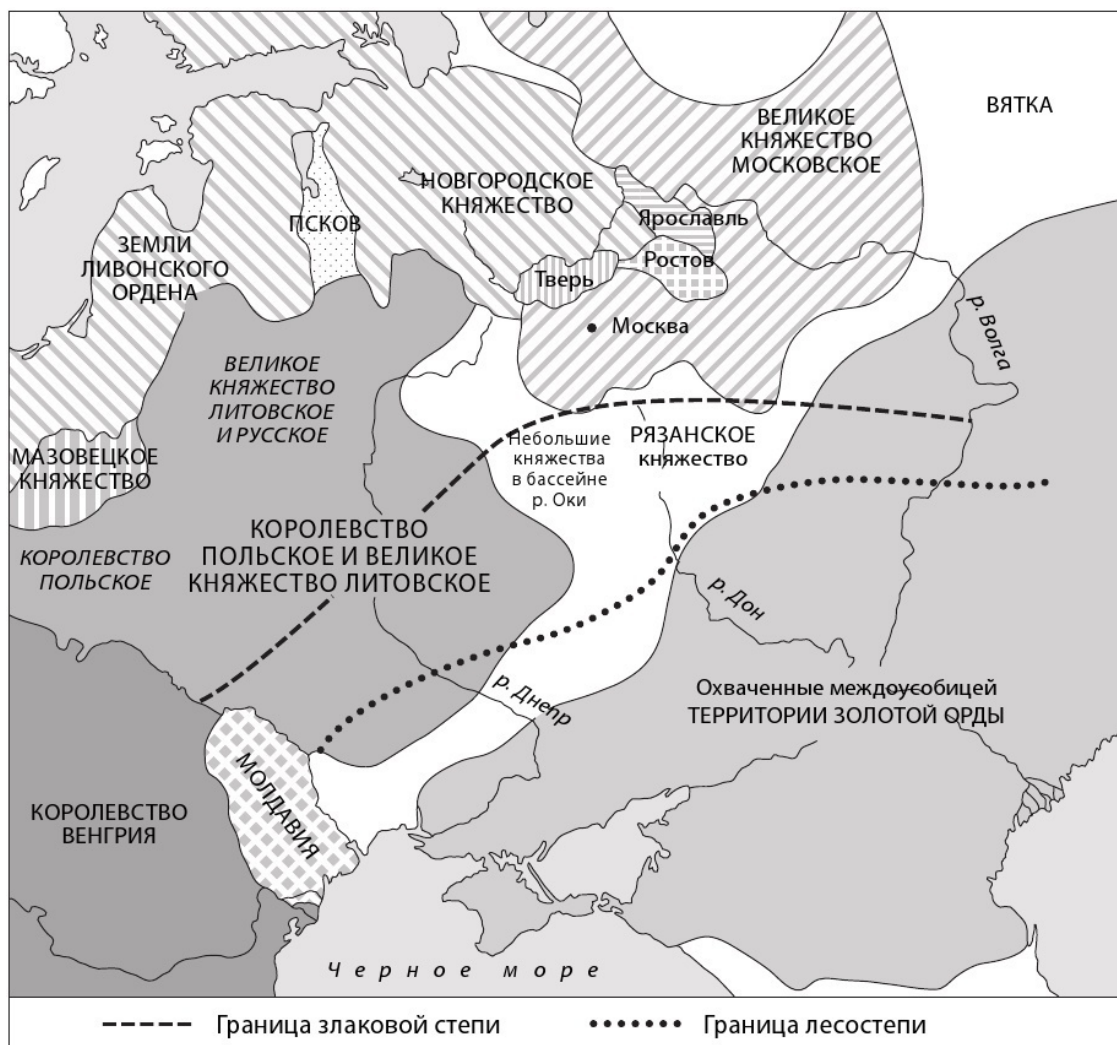 ВЯТКА
ВЕЛИКОЕ
КНЯЖЕСТВО
МОСКОВСКОЕ
НОВГОРОДСКОЕ
КНЯЖЕСТВО
ПСКОВ
Ярославль
Ростов
Тверь
Москва
ЗЕМЛИ
ЛИВОНСКОГО
ОРДЕНА
р. Волга
ВЕЛИКОЕ
КНЯЖЕСТВО
ЛИТОВСКОЕ
И РУССКОЕ
МАЗОВЕЦКОЕ
КНЯЖЕСТВО
Небольшие
княжества
в бассейне
р. Оки
РЯЗАНСКОЕ
княжество
КОРОЛЕВСТВО
ПОЛЬСКОЕ
КОРОЛЕВСТВО
ПОЛЬСКОЕ И ВЕЛИКОЕ
КНЯЖЕСТВО ЛИТОВСКОЕ
р. Дон
р. Днепр
Охваченные междоусобицей
ТЕРРИТОРИИ ЗОЛОТОЙ ОРДЫ
МОЛДАВИЯ
КОРОЛЕВСТВО
ВЕНГРИЯ
Черное море
Граница злаковой степи
Граница лесостепи